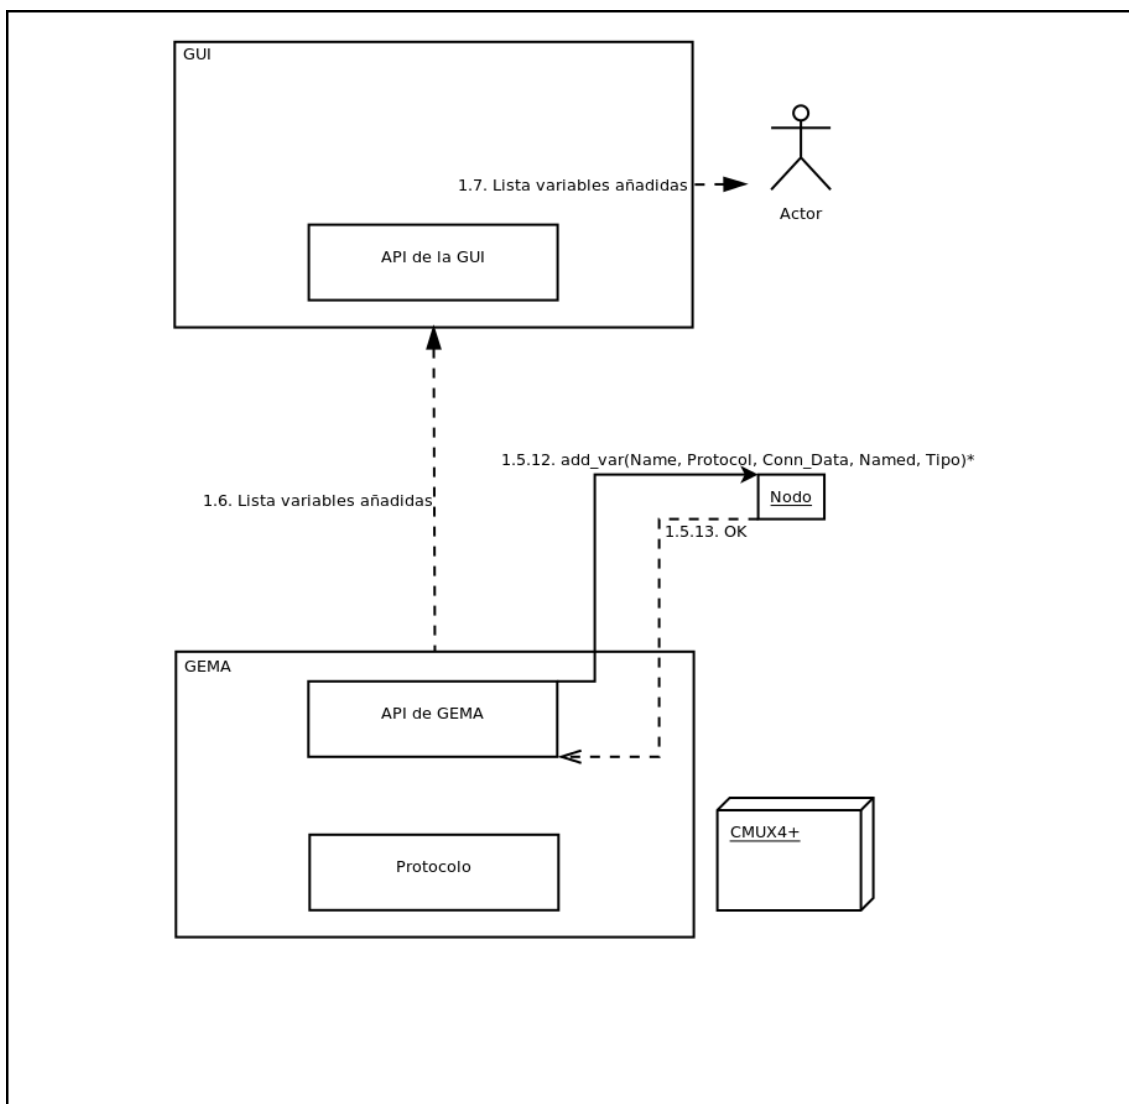 GUI
1.7. Lista variables añadidas
Actor
API de la GUI
1.5.12. add_var(Name, Protocol, Conn_Data, Named, Tipo)*
Nodo
1.6. Lista variables añadidas
1.5.13. OK
GEMA
API de GEMA
CMUX4+
Protocolo